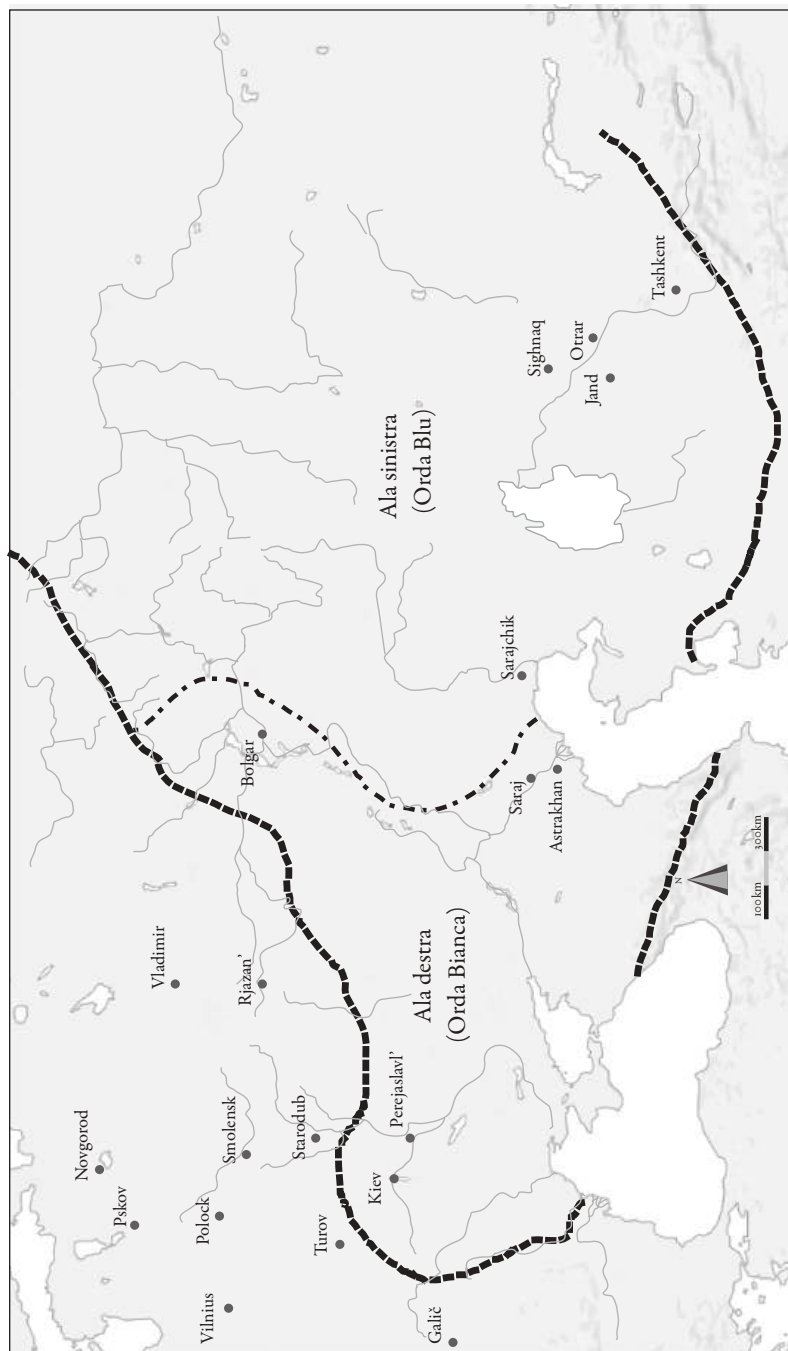 Novgorod
Pskov
Vladimir
Polock
Smolensk
Vilnius
Rjazan’
Bolgar
Starodub
Turov
Kiev
Perejaslavl’
Galič
Ala destra
(Orda Bianca)
Ala sinistra
(Orda Blu)
Saraj
Astrakhan
Sarajchik
Sighnaq
Otrar
Jand
Tashkent
N
100km 300km